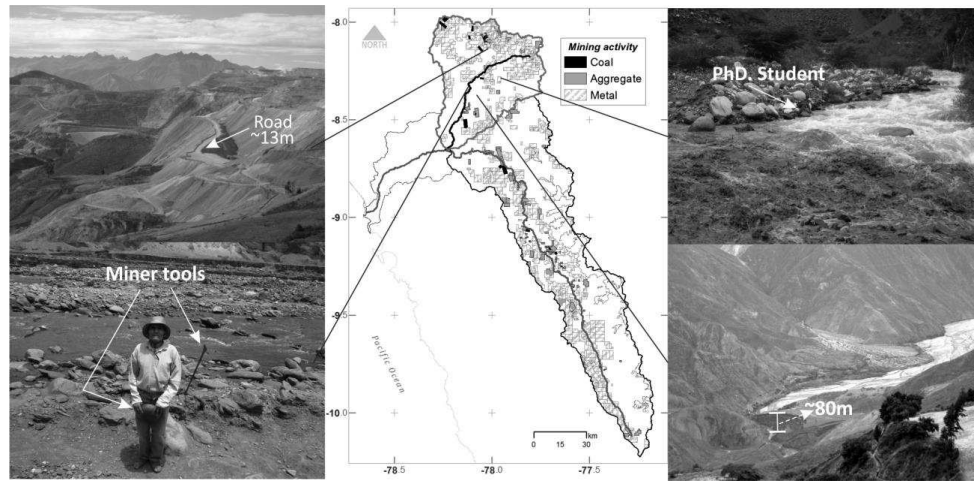 Road
~13m
Miner tools
-8.0
-8.5
-9.0
-9.5
-10.0
NORTH
Mining activity
Coal
Aggregate
Metal
Pacific Ocean
0 15 30
km
-78.5 -78.0 -77.5
PhD. Student
~80m